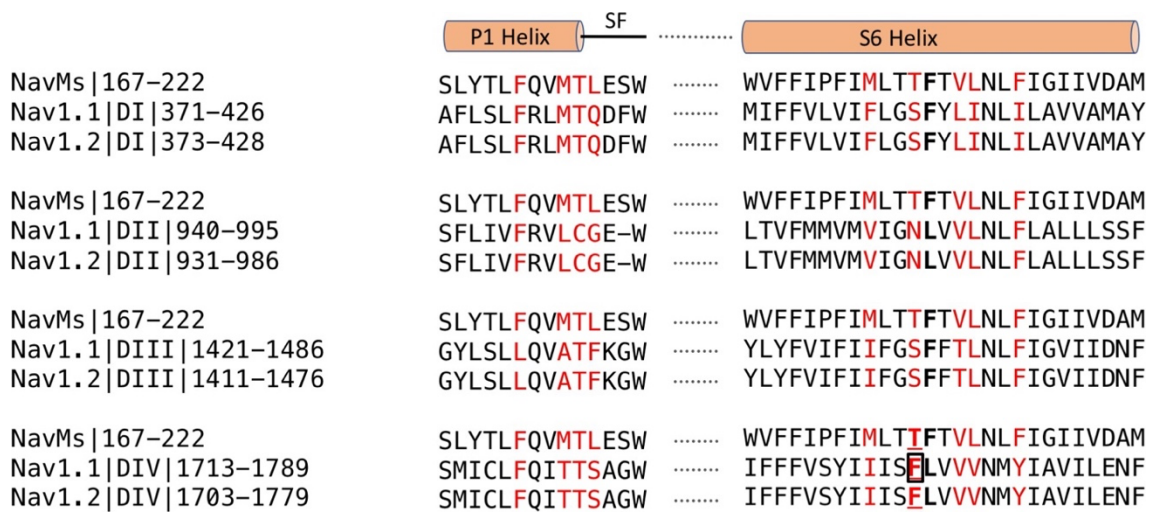 P1 Helix SF S6 Helix
NavMs|167–222 SLYTLFQVMTLESW ........ WVFFIPFIMLTTFTVLNLFIGIIVDAM
Nav1.1|DI|371–426 AFLSLFRLMTQDFW ........ MIFFVLVIFLGSFYLINLILAVVAMAY
Nav1.2|DI|373–428 AFLSLFRLMTQDFW ........ MIFFVLVIFLGSFYLINLILAVVAMAY
NavMs|167–222 SLYTLFQVMTLESW ........ WVFFIPFIMLTTFTVLNLFIGIIVDAM
Nav1.1|DII|940–995 SFLIVFRVLCGE–W ........ LTVFMMVMVIGNLVVLNLFLALLLSSF
Nav1.2|DII|931–986 SFLIVFRVLCGE–W ........ LTVFMMVMVIGNLVVLNLFLALLLSSF
NavMs|167–222 SLYTLFQVMTLESW ........ WVFFIPFIMLTTFTVLNLFIGIIVDAM
Nav1.1|DIII|1421–1486 GYLSLLQVATFKGW ........ YLYFVIFIIFGSFFTLNLFIGVIIDNF
Nav1.2|DIII|1411–1476 GYLSLLQVATFKGW ........ YLYFVIFIIFGSFFTLNLFIGVIIDNF
NavMs|167–222 SLYTLFQVMTLESW ........ WVFFIPFIMLTTFTVLNLFIGIIVDAM
Nav1.1|DIV|1713–1789 SMICLFQITTSAGW ........ IFFFVSYIIISFLVVVNMYIAVILENF
Nav1.2|DIV|1703–1779 SMICLFQITTSAGW ........ IFFFVSYIIISFLVVVNMYIAVILENF